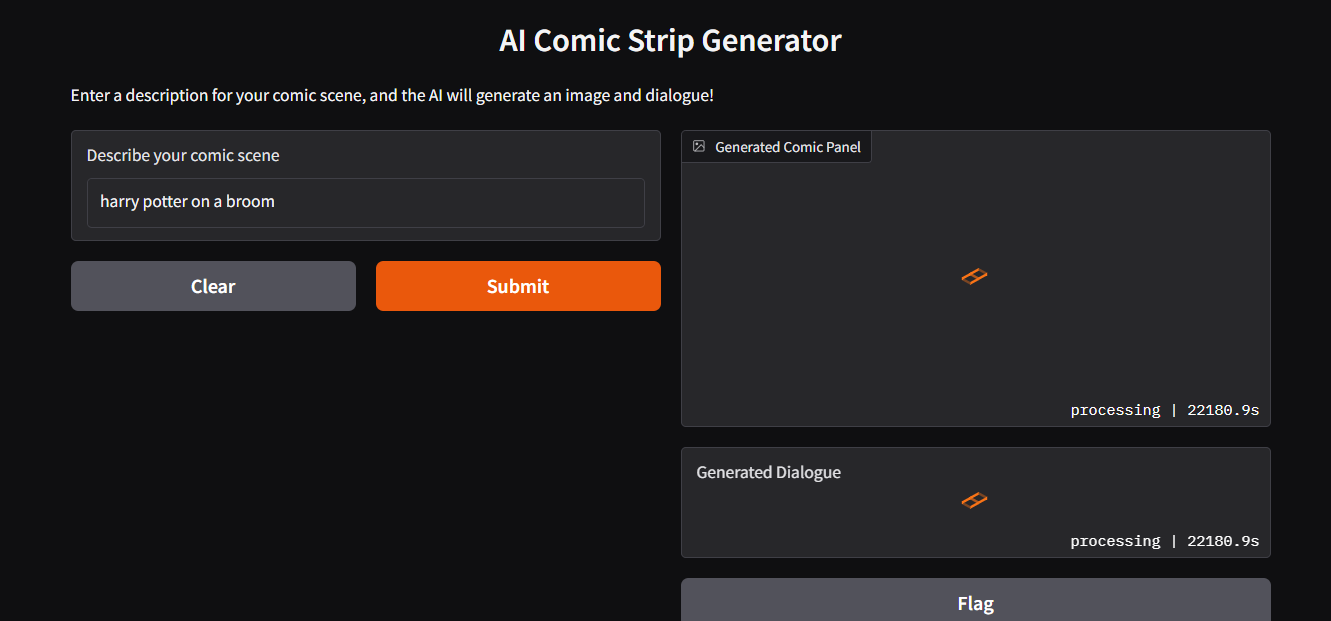 AI Comic Strip Generator
Enter a description for your comic scene, and the AI will generate an image and dialogue!
Describe your comic scene
harry potter on a broom
Clear
Submit
Generated Comic Panel
processing | 22180.9s
Generated Dialogue
processing | 22180.9s
Flag